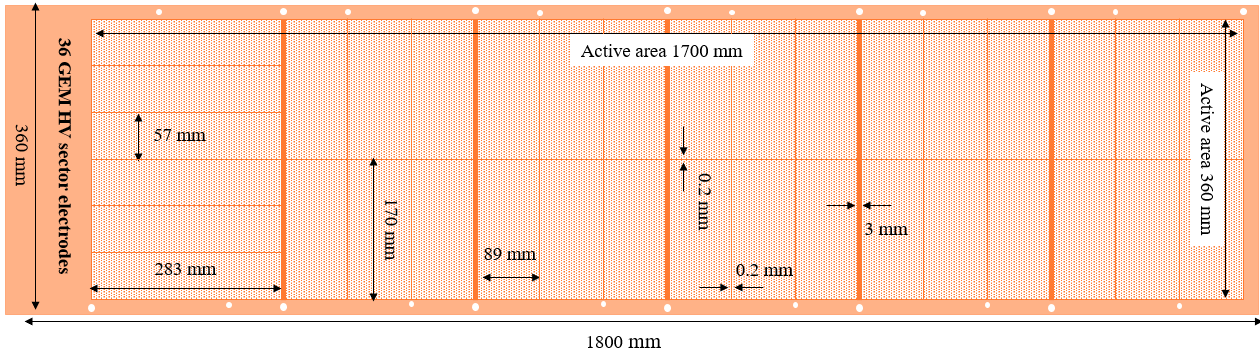 36 GEM HV sector electrodes
360 mm
Active area 1700 mm
57 mm
283 mm
170 mm
89 mm
0.2 mm
0.2 mm
3 mm
Active area 360 mm
1800 mm